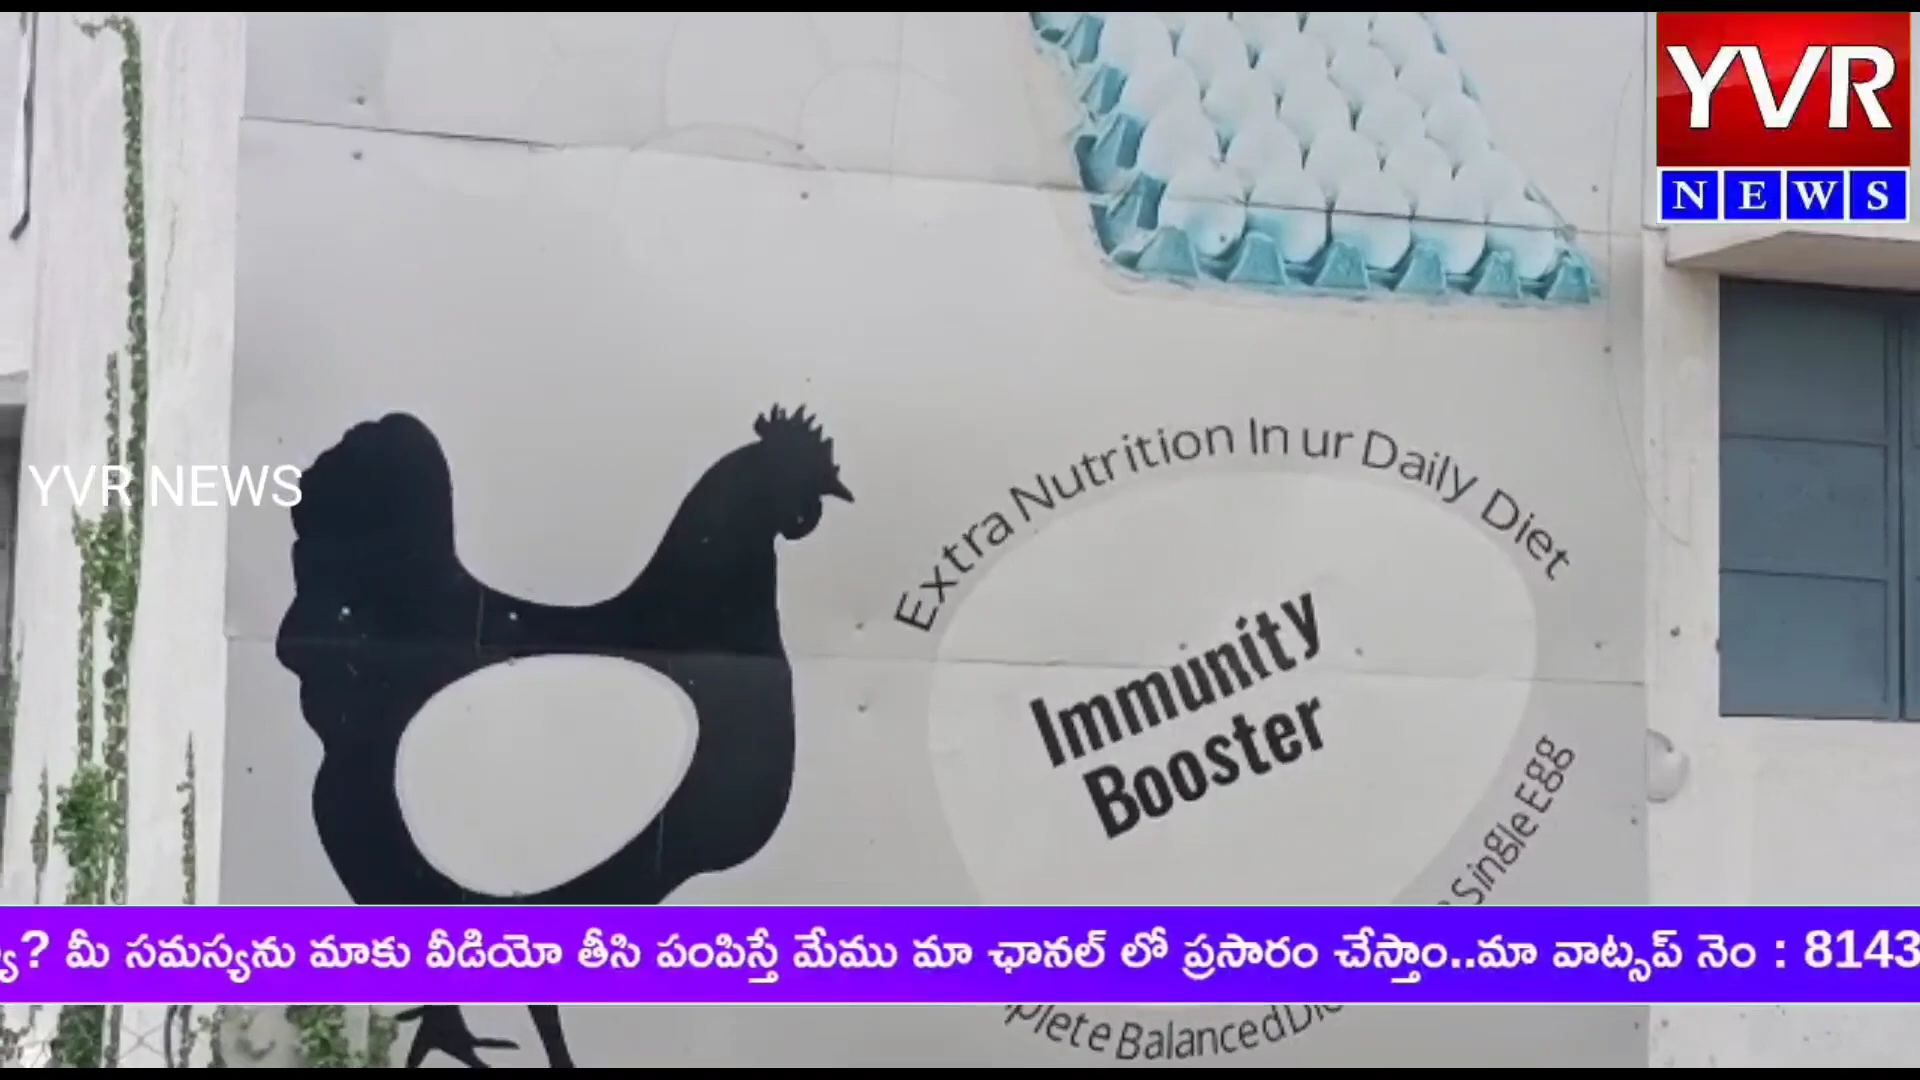 YVR
NEWS
Extra Nutrition In ur Daily Diet
YVR NEWS
Immunity
Booster
Single Egg
? మీ సమస్యను మాకు వీడియో తీసి పంపిస్తే మేము మా ఛానల్ లో ప్రసారం చేస్తాం..మా వాట్సప్ నెం : 8143
Balanced